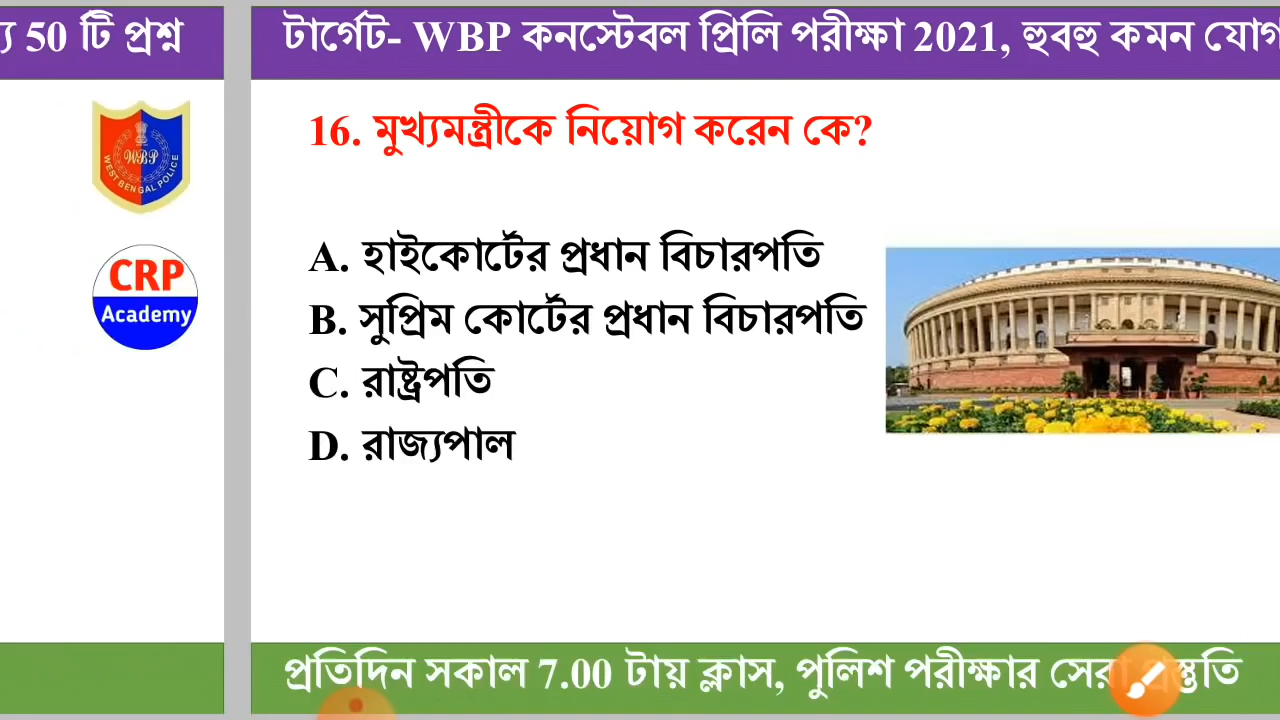 50 টি প্রশ্ন
টার্গেট- WBP কনস্টেবল প্রিলি পরীক্ষা 2021, হুবহু কমন
WBP
WEST BENGAL POLICE
CRP
Academy
16. মুখ্যমন্ত্রীকে নিয়োগ করেন কে?
A. হাইকোর্টের প্রধান বিচারপতি
B. সুপ্রিম কোর্টের প্রধান বিচারপতি
C. রাষ্ট্রপতি
D. রাজ্যপাল
প্রতিদিন সকাল 7.00 টায় ক্লাস, পুলিশ পরীক্ষার